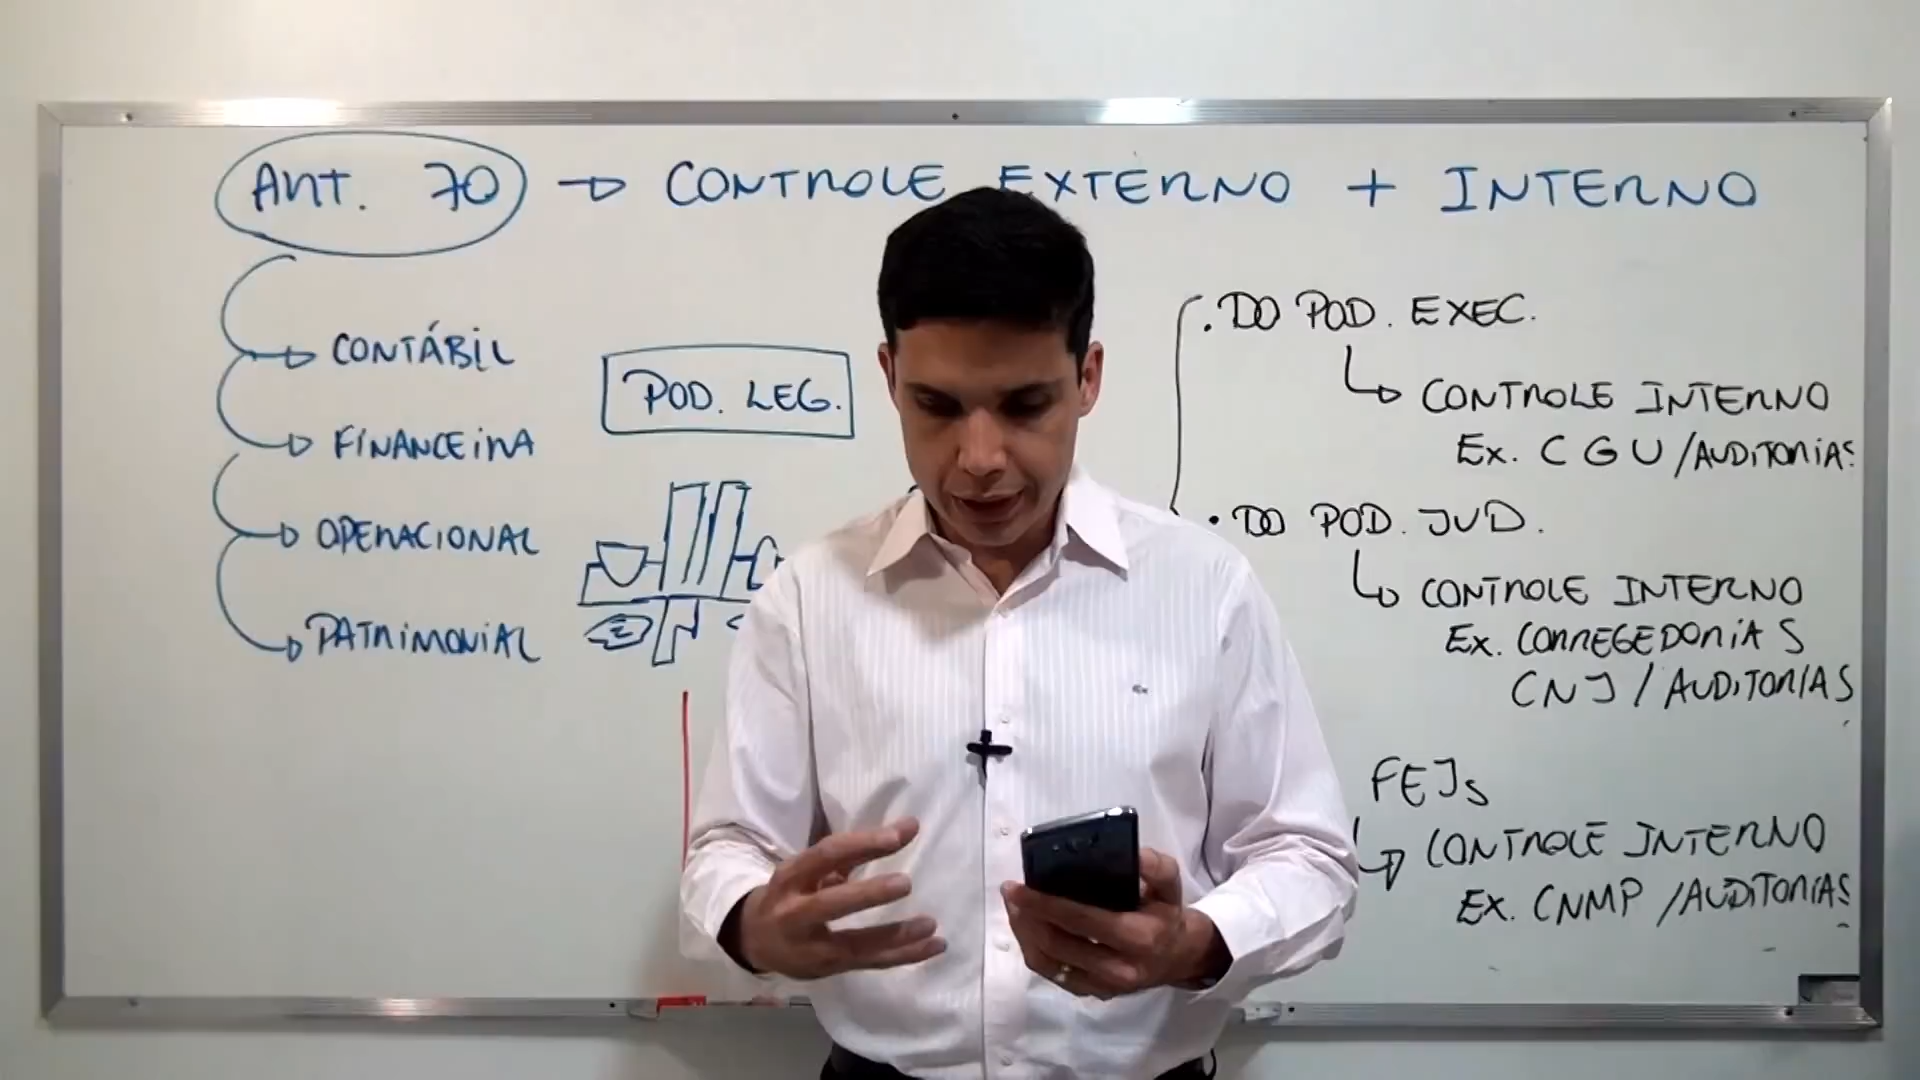 ART. 70 → CONTROLE EXTERNO + INTERNO
→ CONTÁBIL
→ FINANCEIRA
→ OPERACIONAL
→ PATRIMONIAL
POD. LEG.
. DO POD. EXEC.
↳ CONTROLE INTERNO
Ex. CGU / AUDITORIAS
. DO POD. JUD.
↳ CONTROLE INTERNO
Ex. CORREGEDORIAS
CNJ / AUDITORIAS
FEJs
↳ CONTROLE INTERNO
Ex. CNMP / AUDITORIAS